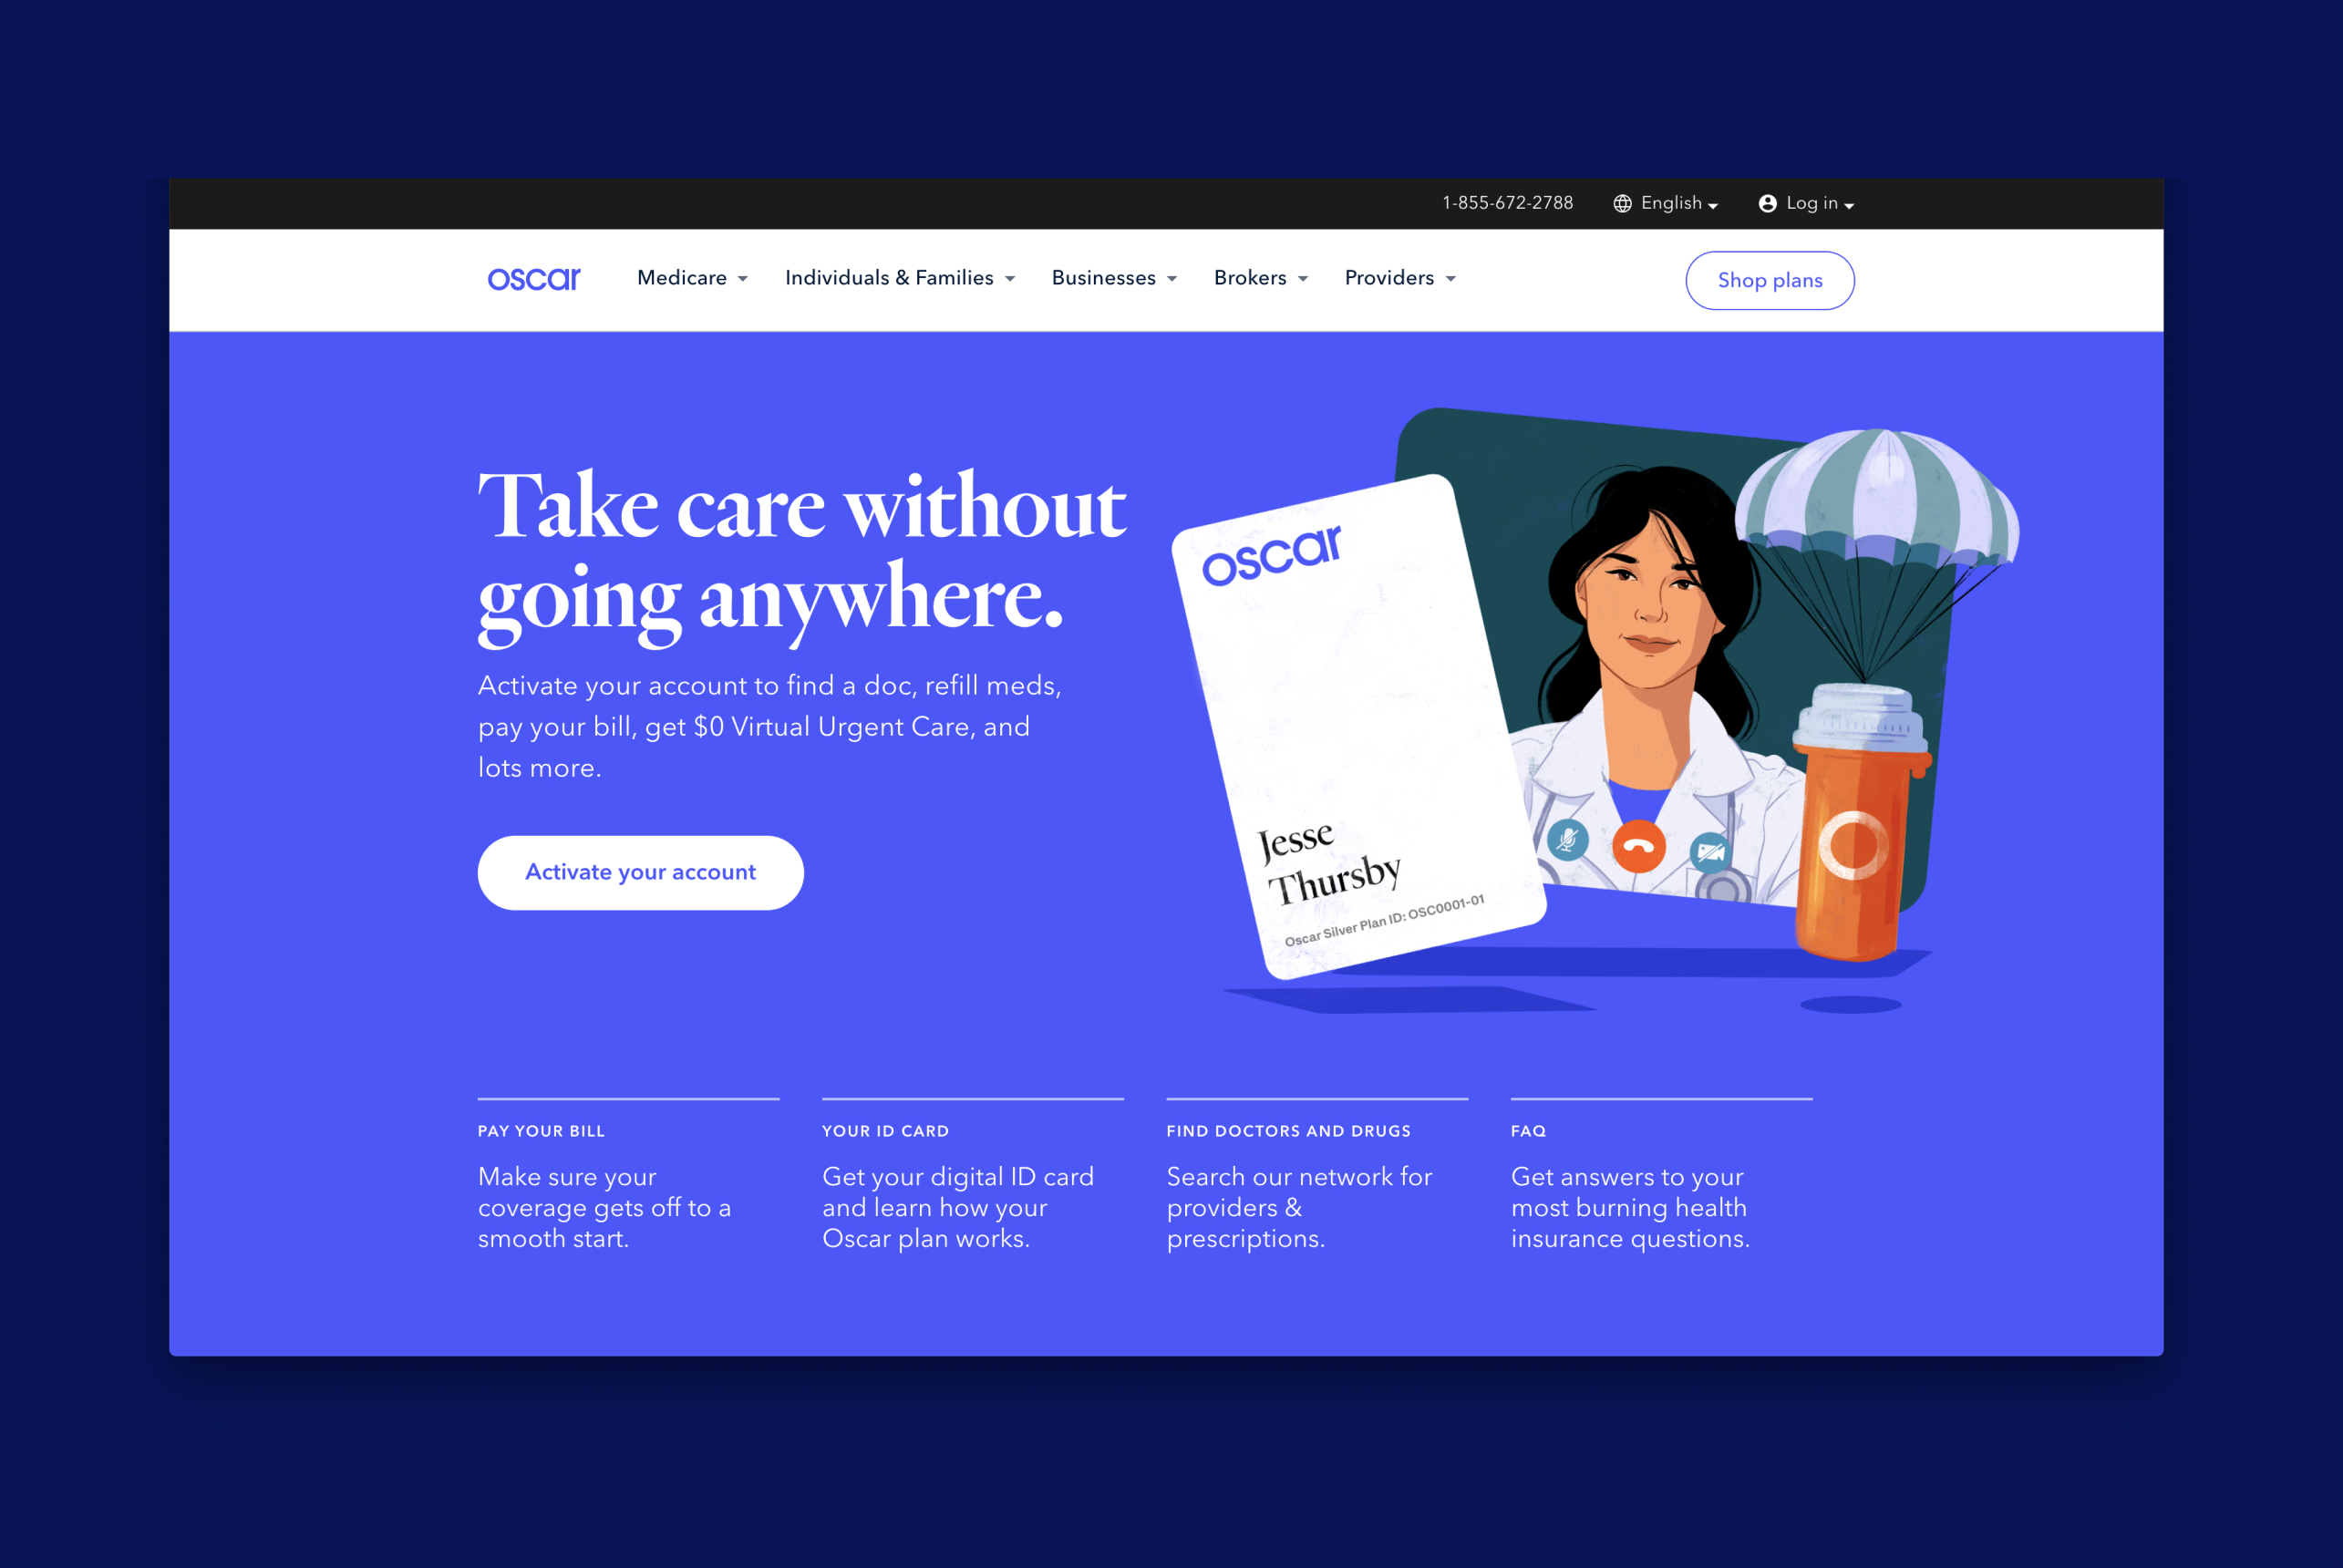 1-855-672-2788 English Log in
oscar Medicare Individuals & Families Businesses Brokers Providers Shop plans
Take care without
going anywhere.
Activate your account to find a doc, refill meds,
pay your bill, get $0 Virtual Urgent Care, and
lots more.
Activate your account
oscar
Jesse
Thursby
Oscar Silver Plan ID: OSC0001-01
PAY YOUR BILL
Make sure your
coverage gets off to a
smooth start.
YOUR ID CARD
Get your digital ID card
and learn how your
Oscar plan works.
FIND DOCTORS AND DRUGS
Search our network for
providers &
prescriptions.
FAQ
Get answers to your
most burning health
insurance questions.